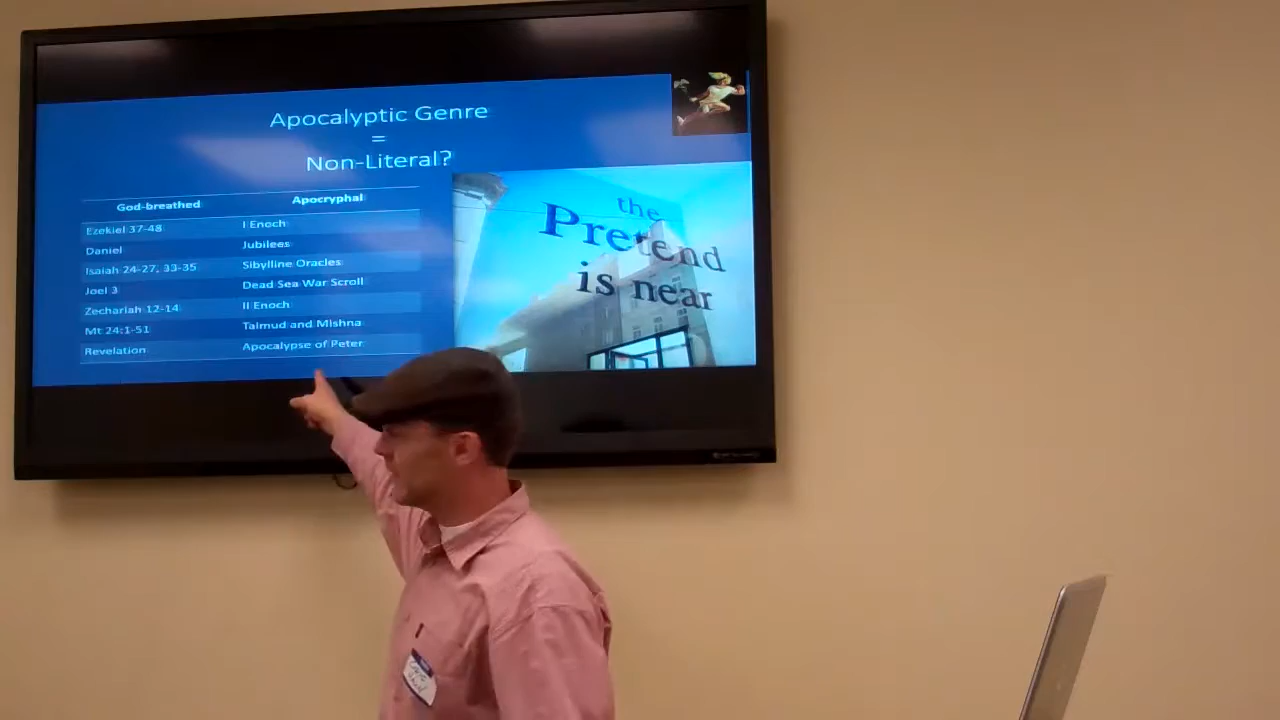 Apocalyptic Genre
=
Non-Literal?
God-breathed Apocryphal
Ezekiel 37-48 I Enoch
Daniel Jubilees
Isaiah 24-27, 33-35 Sibylline Oracles
Joel 3 Dead Sea War Scroll
Zechariah 12-14 II Enoch
Mt 24:1-51 Talmud and Mishna
Revelation Apocalypse of Peter
the
Pretend
is near